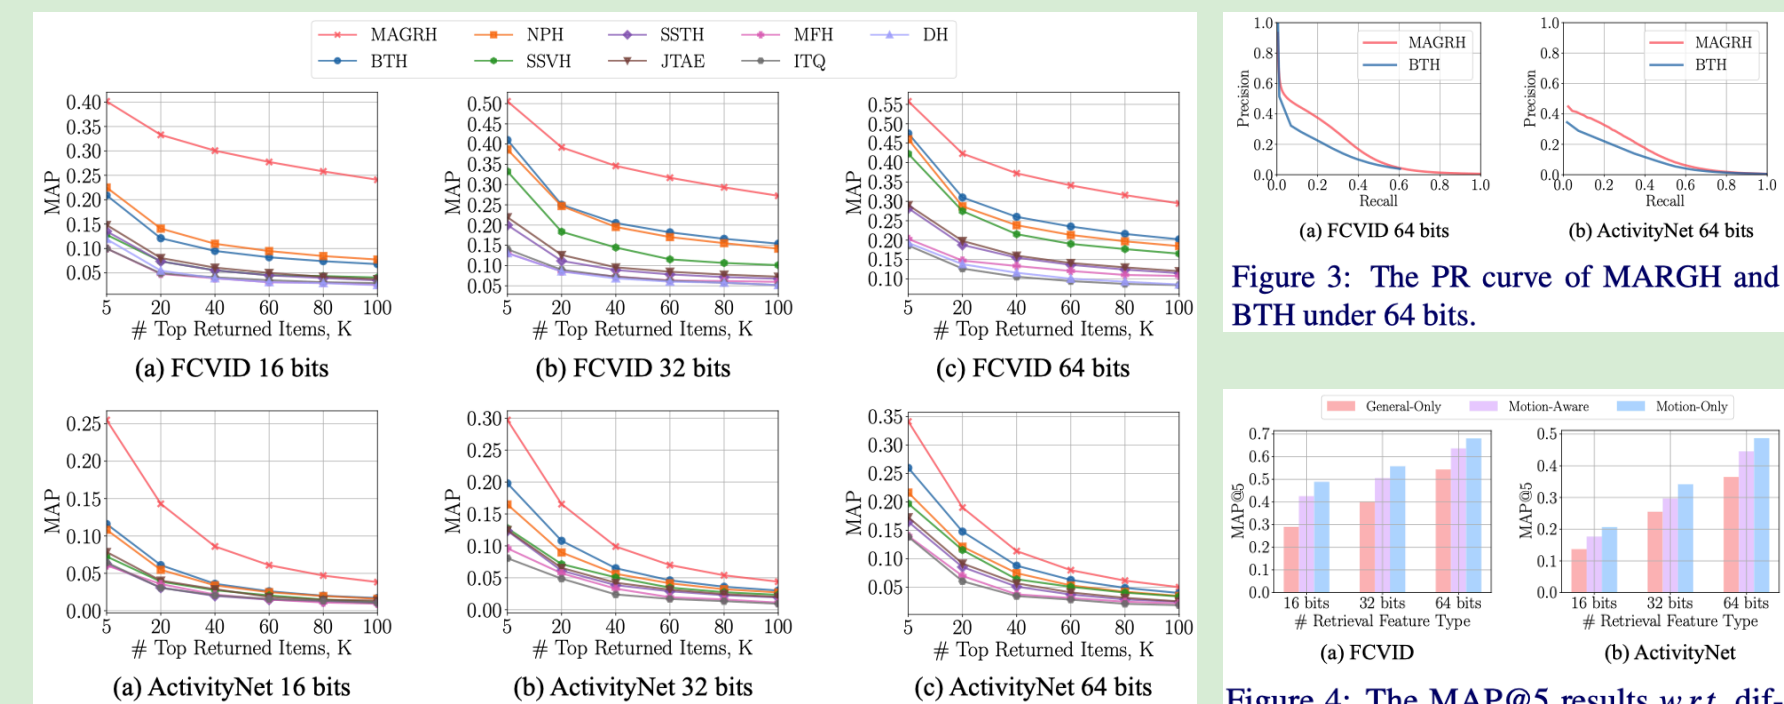 MAGRH NPH SSTH MFH DH
BTH SSVH JTAE ITQ
MAP
0.40
0.35
0.30
0.25
0.20
0.15
0.10
0.05
5 20 40 60 80 100
# Top Returned Items, K
(a) FCVID 16 bits
MAP
0.50
0.45
0.40
0.35
0.30
0.25
0.20
0.15
0.10
0.05
5 20 40 60 80 100
# Top Returned Items, K
(b) FCVID 32 bits
MAP
0.55
0.50
0.45
0.40
0.35
0.30
0.25
0.20
0.15
0.10
5 20 40 60 80 100
# Top Returned Items, K
(c) FCVID 64 bits
MAP
0.25
0.20
0.15
0.10
0.05
0.00
5 20 40 60 80 100
# Top Returned Items, K
(a) ActivityNet 16 bits
MAP
0.30
0.25
0.20
0.15
0.10
0.05
0.00
5 20 40 60 80 100
# Top Returned Items, K
(b) ActivityNet 32 bits
MAP
0.35
0.30
0.25
0.20
0.15
0.10
0.05
5 20 40 60 80 100
# Top Returned Items, K
(c) ActivityNet 64 bits
MAGRH
BTH
Precision
1.0
0.8
0.6
0.4
0.2
0.0
0.0 0.2 0.4 0.6 0.8 1.0
Recall
(a) FCVID 64 bits
MAGRH
BTH
Precision
1.0
0.8
0.6
0.4
0.2
0.0
0.0 0.2 0.4 0.6 0.8 1.0
Recall
(b) ActivityNet 64 bits
Figure 3: The PR curve of MARGH and
BTH under 64 bits.
General-Only Motion-Aware Motion-Only
MAP@5
0.7
0.6
0.5
0.4
0.3
0.2
0.1
0.0
16 bits 32 bits 64 bits
# Retrieval Feature Type
(a) FCVID
MAP@5
0.5
0.4
0.3
0.2
0.1
0.0
16 bits 32 bits 64 bits
# Retrieval Feature Type
(b) ActivityNet
Figure 4: The MAP@5 results w.r.t. dif-